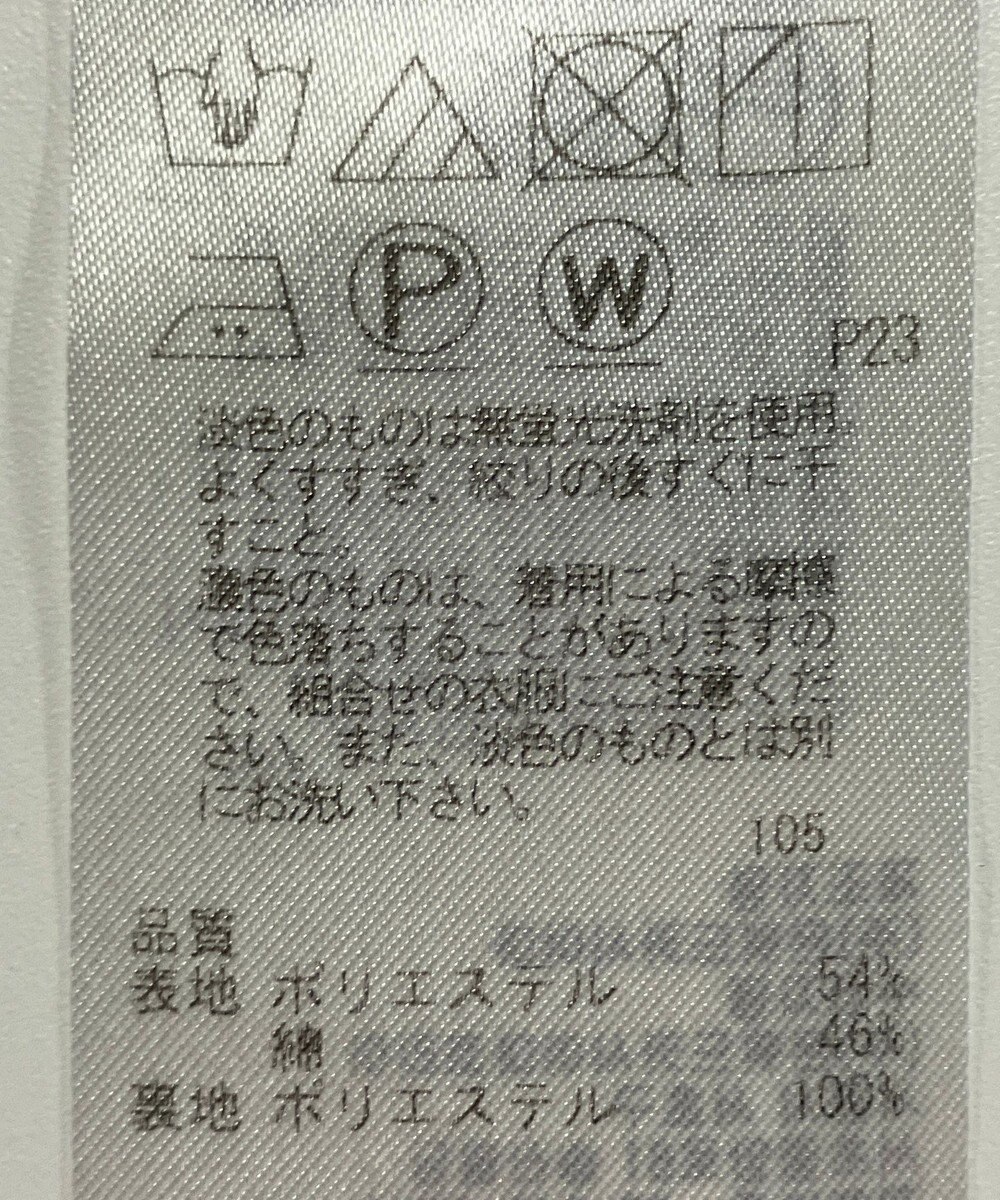 P
W
P23
淡色のものは無蛍光洗剤を使用
よくすすぎ、絞りの後すぐに干
すこと。
濃色のものは、着用による摩擦
で色落ちすることがありますの
で、組合せの衣服にご注意くだ
さい。また、淡色のものとは別
にお洗い下さい。
105
品質
表地 ポリエステル 54%
綿 46%
裏地 ポリエステル 100%